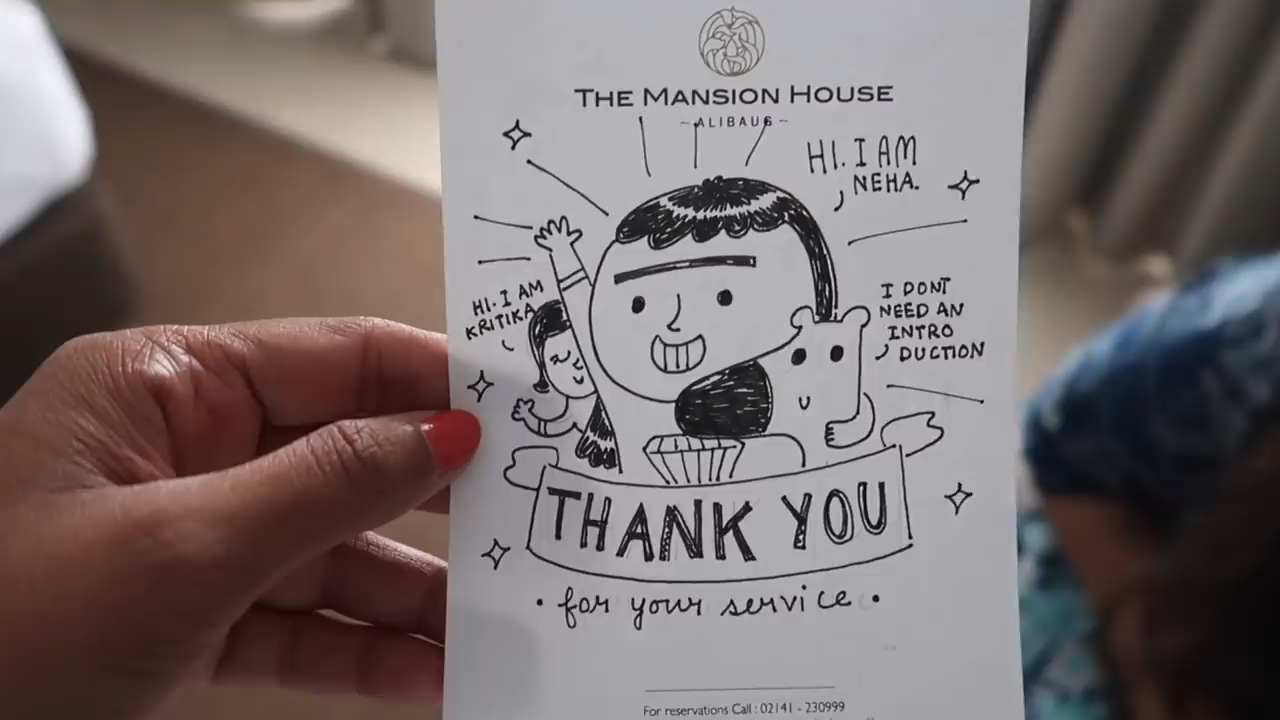 THE MANSION HOUSE
~ALIBAUG~
HI. I AM
NEHA.
HI. I AM
KRITIKA
I DONT
NEED AN
INTRO
DUCTION
THANK YOU
• for your service •
For reservations Call : 02141 - 230999